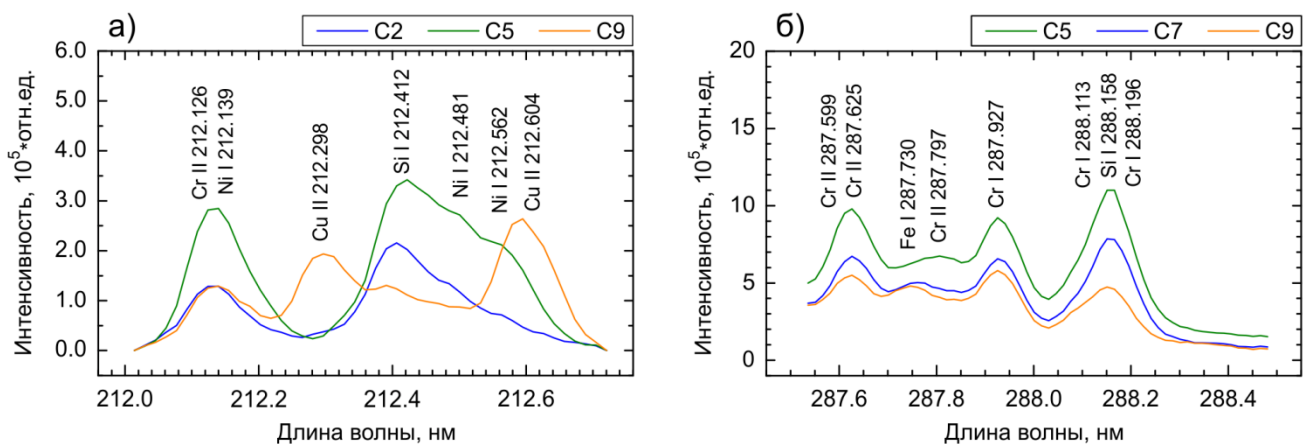 а)
C2 C5 C9
6.0
5.0
4.0
3.0
2.0
1.0
0.0
Интенсивность, 10⁵*отн.ед.
Cr II 212.126
Ni I 212.139
Cu II 212.298
Si I 212.412
Ni I 212.481
Ni I 212.562
Cu II 212.604
212.0 212.2 212.4 212.6
Длина волны, нм
б)
C5 C7 C9
20
15
10
5
0
Интенсивность, 10⁵*отн.ед.
Cr II 287.599
Cr II 287.625
Fe I 287.730
Cr II 287.797
Cr I 287.927
Cr I 288.113
Si I 288.158
Cr I 288.196
287.6 287.8 288.0 288.2 288.4
Длина волны, нм